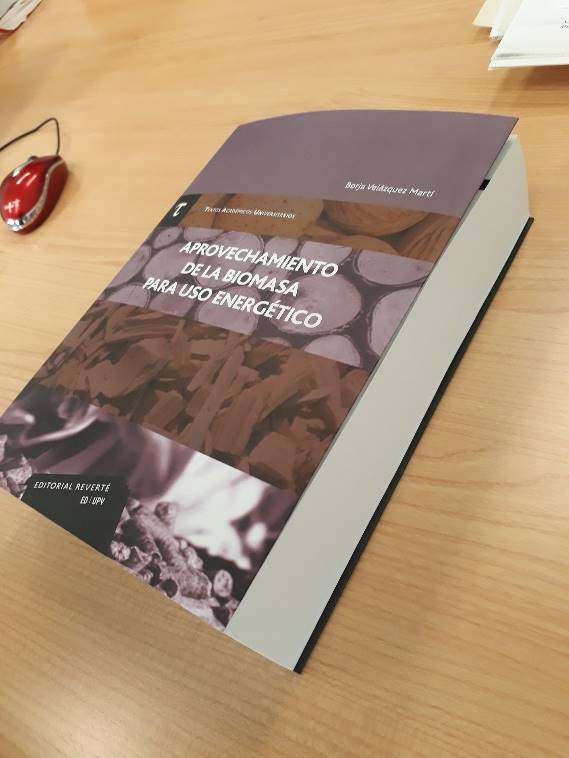 Borja Velázquez Martí
TEXTOS ACADÉMICOS UNIVERSITARIOS
APROVECHAMIENTO
DE LA BIOMASA
PARA USO ENERGÉTICO
EDITORIAL REVERTÉ
ED / UPV